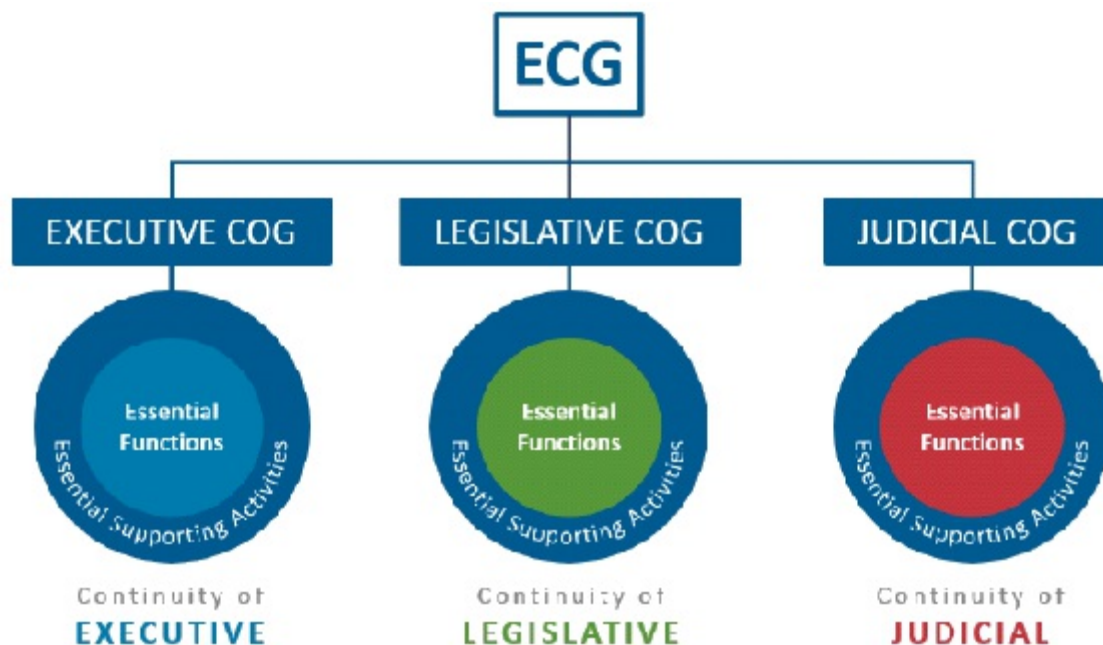 ECG
EXECUTIVE COG
LEGISLATIVE COG
JUDICIAL COG
Essential
Functions
Essential Supporting Activities
Essential
Functions
Essential Supporting Activities
Essential
Functions
Essential Supporting Activities
Continuity of
EXECUTIVE
Continuity of
LEGISLATIVE
Continuity of
JUDICIAL